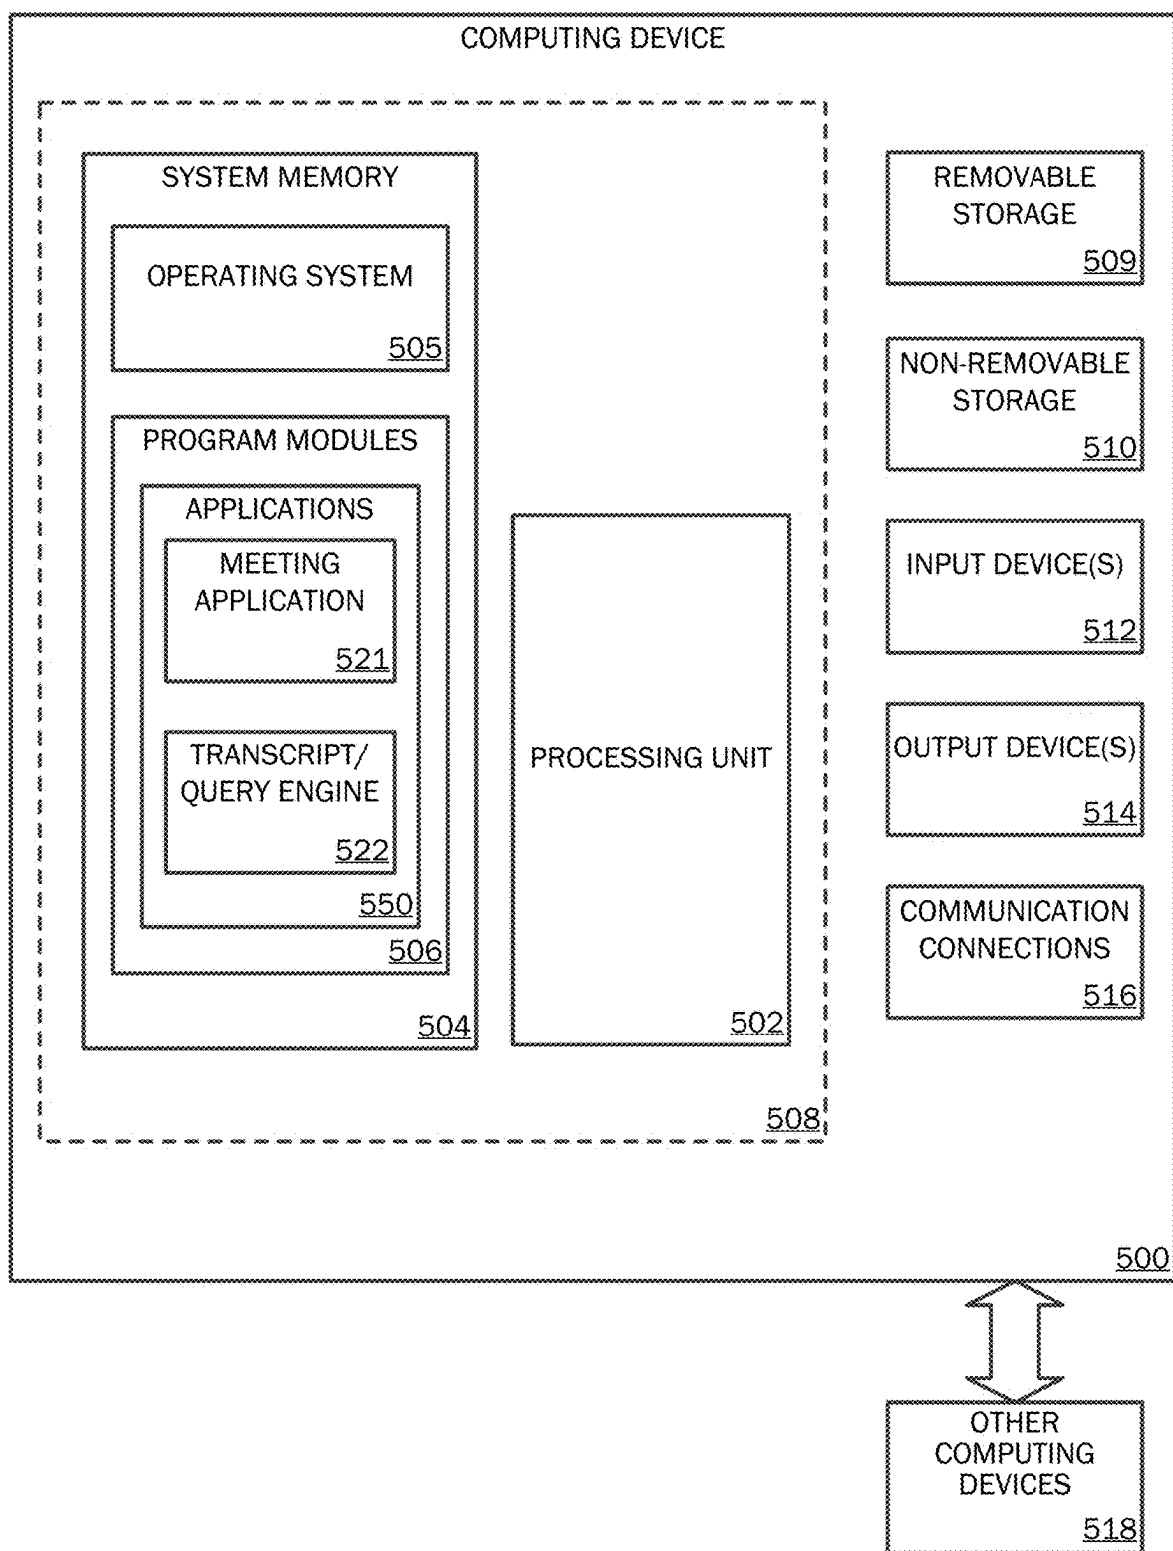 COMPUTING DEVICE
SYSTEM MEMORY
OPERATING SYSTEM
505
PROGRAM MODULES
APPLICATIONS
MEETING
APPLICATION
521
TRANSCRIPT/
QUERY ENGINE
522
550
506
504
PROCESSING UNIT
502
508
REMOVABLE
STORAGE
509
NON-REMOVABLE
STORAGE
510
INPUT DEVICE(S)
512
OUTPUT DEVICE(S)
514
COMMUNICATION
CONNECTIONS
516
500
OTHER
COMPUTING
DEVICES
518